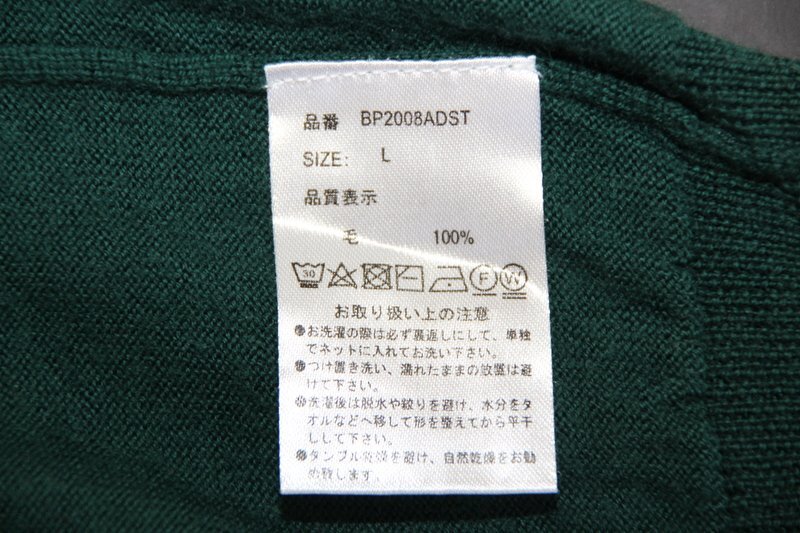 品番 BP2008ADST
SIZE: L
品質表示
毛 100%
30 F W
お取り扱い上の注意
●お洗濯の際は必ず裏返しにして、単独
でネットに入れてお洗い下さい。
●つけ置き洗い、濡れたままの放置は避
けて下さい。
●洗濯後は脱水や絞りを避け、水分をタ
オルなどへ移して形を整えてから平干
しして下さい。
●タンブル乾燥を避け、自然乾燥をお勧
め致します。